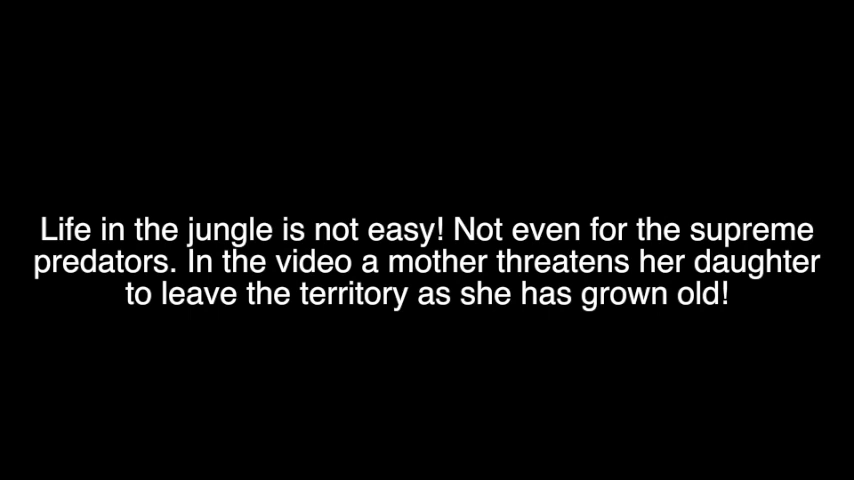 Life in the jungle is not easy! Not even for the supreme
predators. In the video a mother threatens her daughter
to leave the territory as she has grown old!